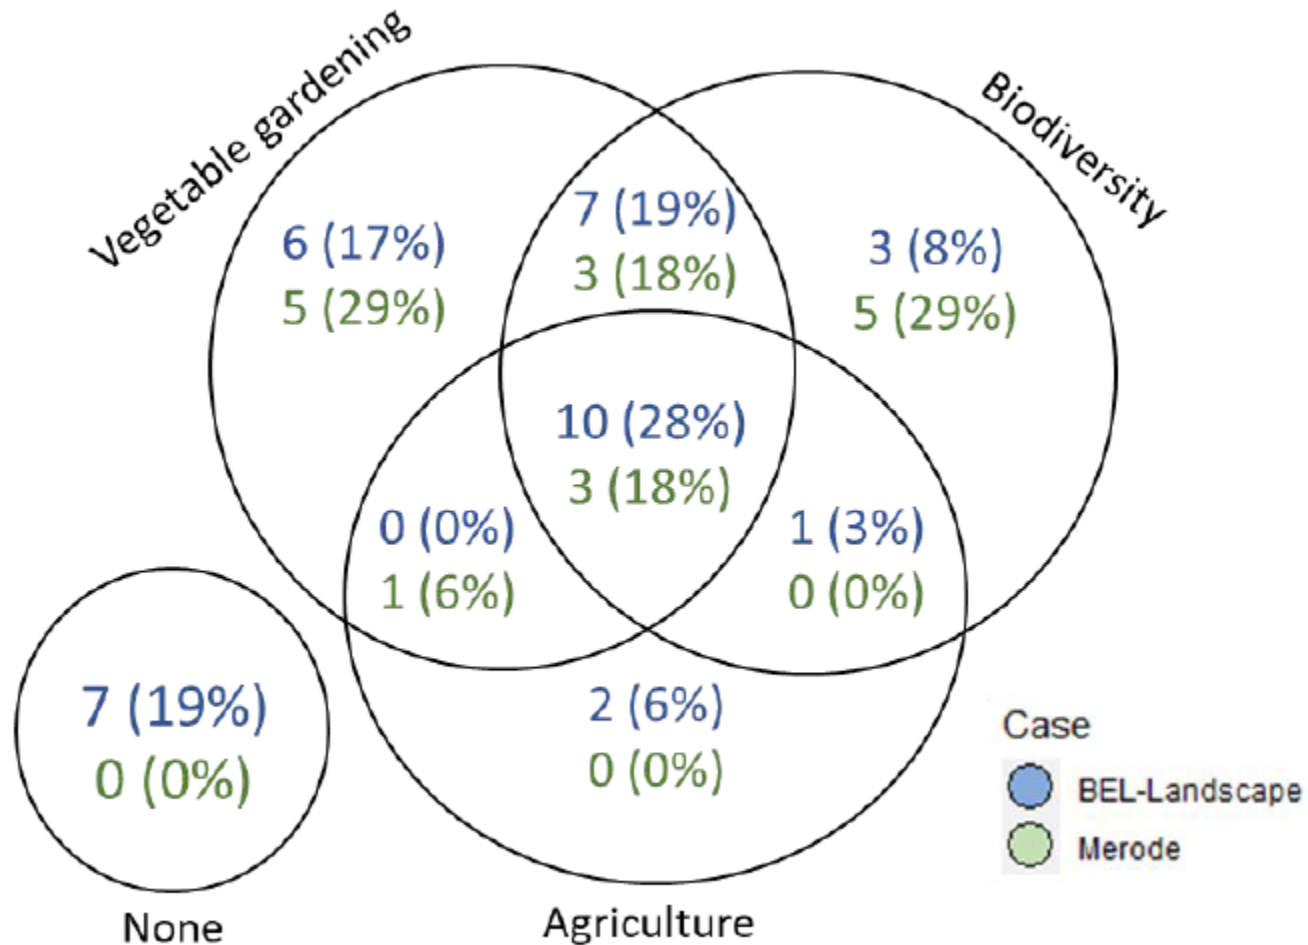 Vegetable gardening
Biodiversity
6 (17%)
5 (29%)
7 (19%)
3 (18%)
3 (8%)
5 (29%)
10 (28%)
3 (18%)
0 (0%)
1 (6%)
1 (3%)
0 (0%)
2 (6%)
0 (0%)
7 (19%)
0 (0%)
None
Agriculture
Case
BEL-Landscape
Merode